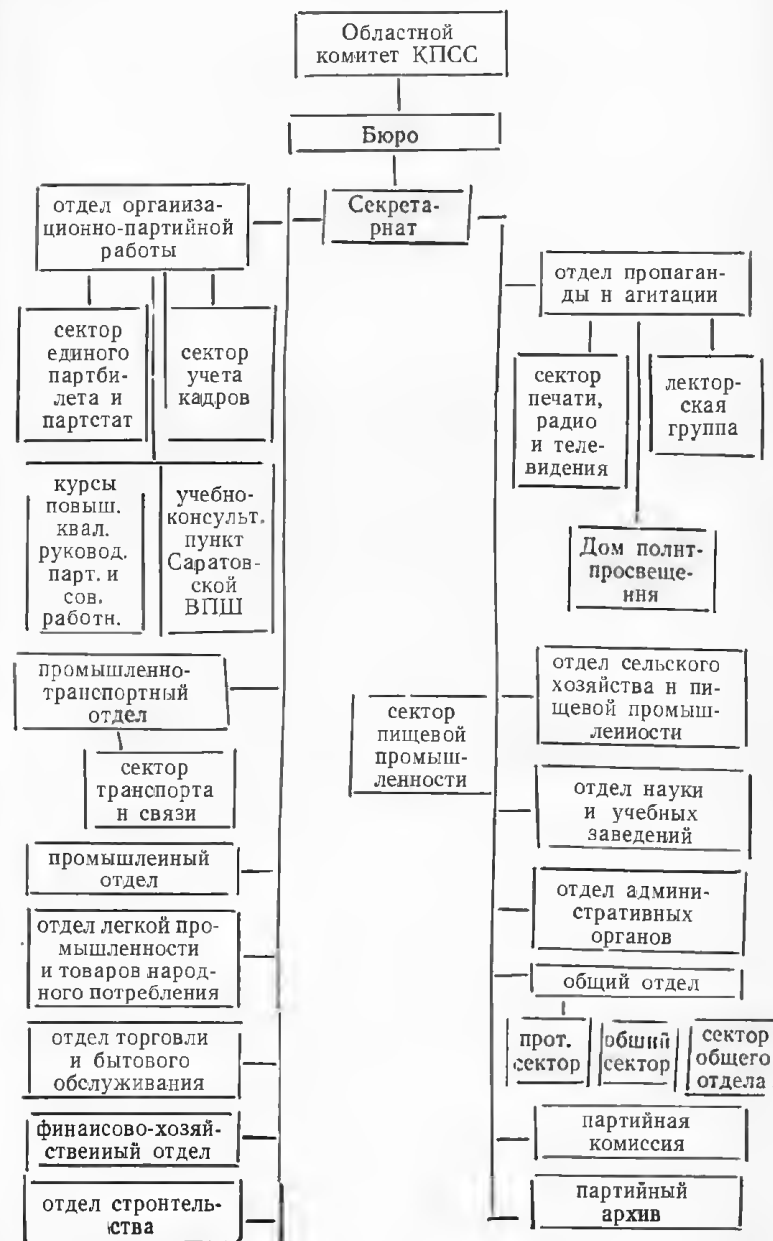 Областной
комитет КПСС
Бюро
Секрета-
рнат
отдел оргаиизa-
ционно-партийной
работы
сектор
единого
партби-
лета и
партстат
сектор
учета
кадров
курсы
повыш.
квал.
руковод.
парт. и
сов.
работн.
учебно-
консульт.
пункт
Саратов-
ской
ВПШ
промышленно-
транспортный
отдел
сектор
транспорта
н связи
промышлеиный
отдел
отдел легкой про-
мышленности
и товаров народ-
ного потребления
отдел торговли
и бытового
обслуживания
финаисово-хозяй-
ствеиный отдел
отдел стронтель-
ства
отдел пропаган-
ды н агитации
сектор
печати,
радио
и теле-
видения
лектор-
ская
группа
Дом полнт-
просвеще-
ння
отдел сельского
хозяйства н пи-
щевой промыш-
леииости
сектор
пищевой
промыш-
ленности
отдел науки
и учебных
заведений
отдел админи-
стративных
органов
общий отдел
прот.
сектор
общий
сектор
сектор
общего
отдела
партийная
комиссия
партийный
архив